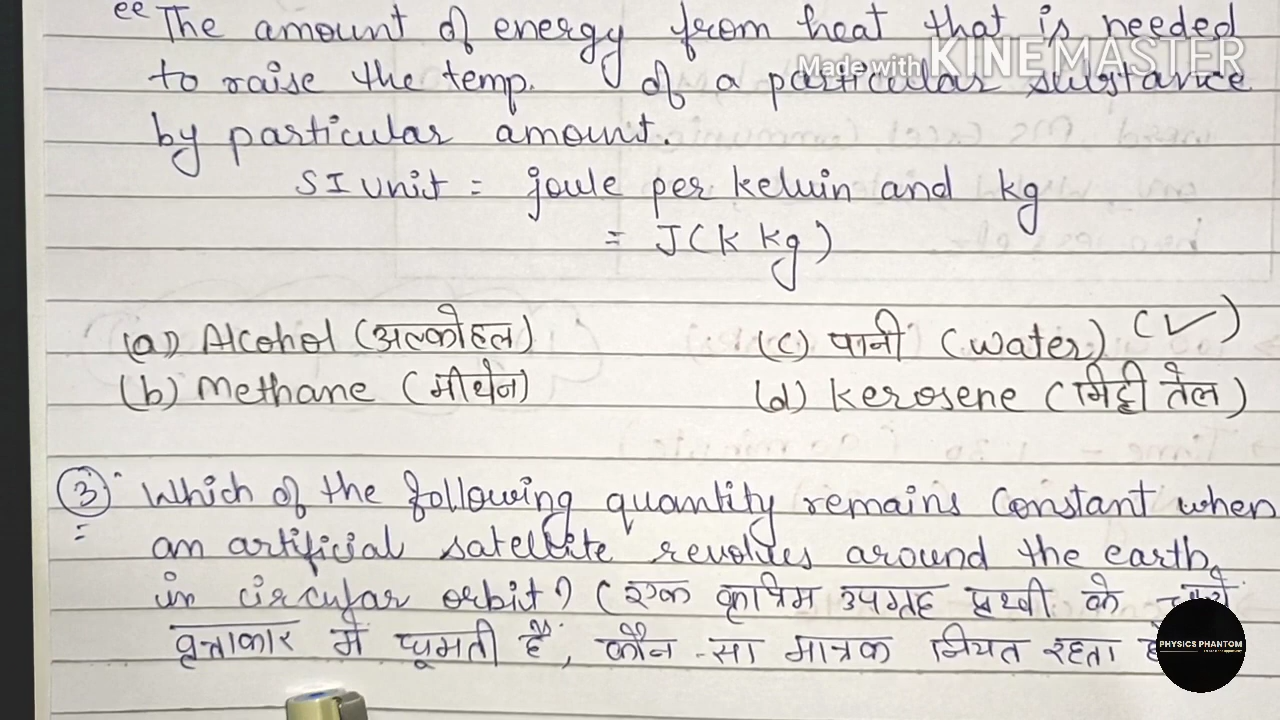 “The amount of energy from heat that is needed
Made with KINEMASTER
to raise the temp. of a particular substance
by particular amount.
SI unit = joule per kelvin and kg
= J(K kg)
(a) Alcohol (अल्कोहल) (c) पानी (water) (✓)
(b) Methane (मीथेन) (d) Kerosene (मिट्टी तेल)
③ Which of the following quantity remains Constant when
an artificial satellite revolves around the earth
in circular orbit? (एक कृत्रिम उपग्रह पृथ्वी के
वृत्ताकार में घूमती है, कौन-सा मात्रक नियत रहता
PHYSICS PHANTOM